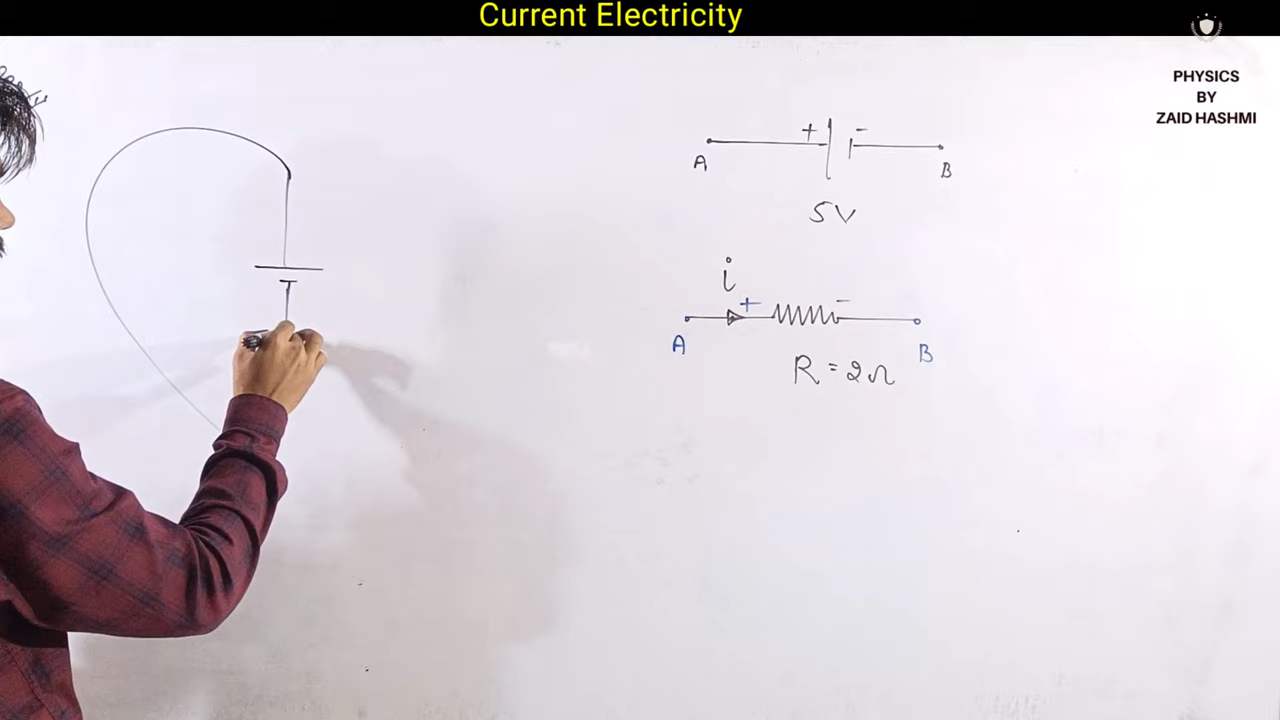 Current Electricity
PHYSICS
BY
ZAID HASHMI
+ -
A B
5V
i
+ -
A B
R = 2Ω